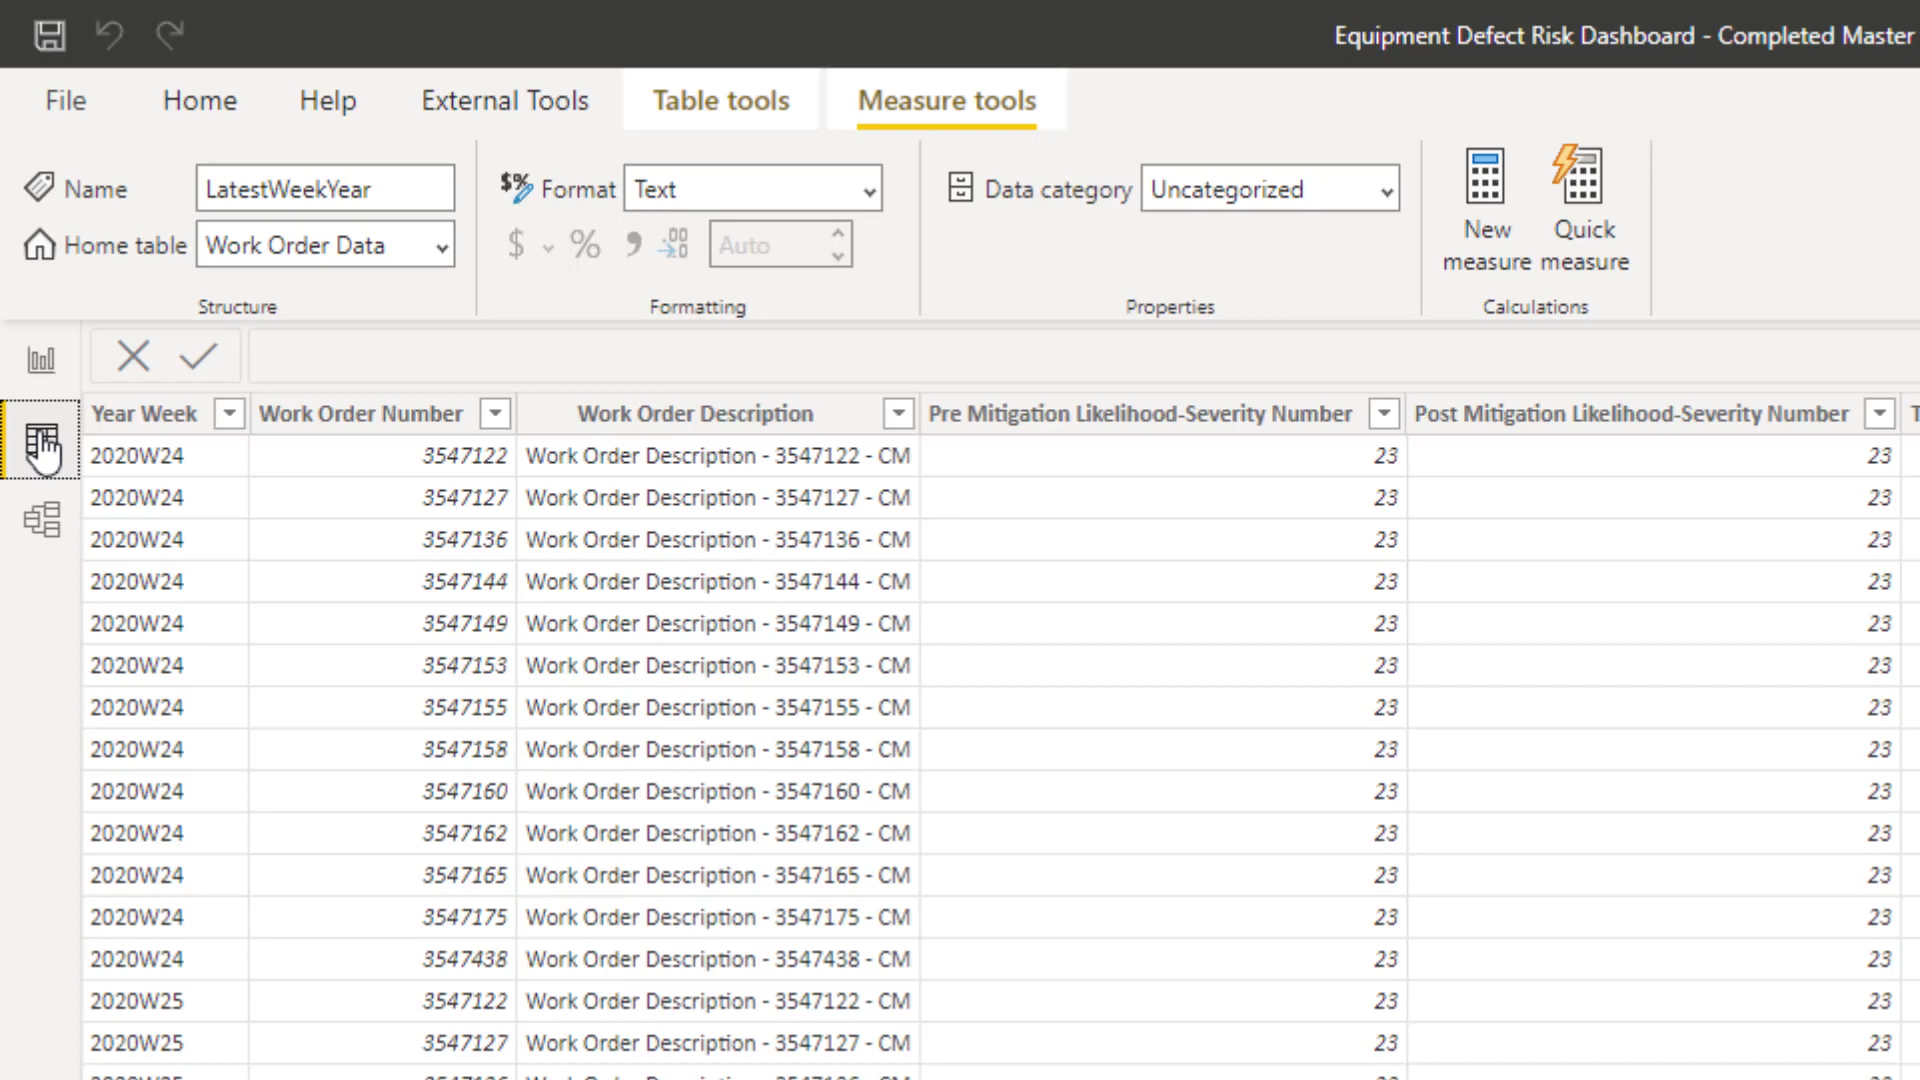 Equipment Defect Risk Dashboard - Completed Master
File Home Help External Tools Table tools Measure tools
Name LatestWeekYear $% Format Text Data category Uncategorized
Home table Work Order Data $ % , .00 Auto
New measure
Quick measure
Structure Formatting Properties Calculations
Year Week Work Order Number Work Order Description Pre Mitigation Likelihood-Severity Number Post Mitigation Likelihood-Severity Number
2020W24 3547122 Work Order Description - 3547122 - CM 23 23
2020W24 3547127 Work Order Description - 3547127 - CM 23 23
2020W24 3547136 Work Order Description - 3547136 - CM 23 23
2020W24 3547144 Work Order Description - 3547144 - CM 23 23
2020W24 3547149 Work Order Description - 3547149 - CM 23 23
2020W24 3547153 Work Order Description - 3547153 - CM 23 23
2020W24 3547155 Work Order Description - 3547155 - CM 23 23
2020W24 3547158 Work Order Description - 3547158 - CM 23 23
2020W24 3547160 Work Order Description - 3547160 - CM 23 23
2020W24 3547162 Work Order Description - 3547162 - CM 23 23
2020W24 3547165 Work Order Description - 3547165 - CM 23 23
2020W24 3547175 Work Order Description - 3547175 - CM 23 23
2020W24 3547438 Work Order Description - 3547438 - CM 23 23
2020W25 3547122 Work Order Description - 3547122 - CM 23 23
2020W25 3547127 Work Order Description - 3547127 - CM 23 23